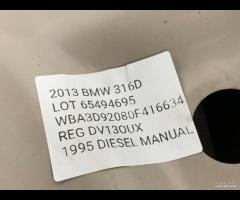 2013 BMW 316D
LOT 65494695
WBA3D92080F416634
REG DV13OUX
1995 DIESEL MANUAL